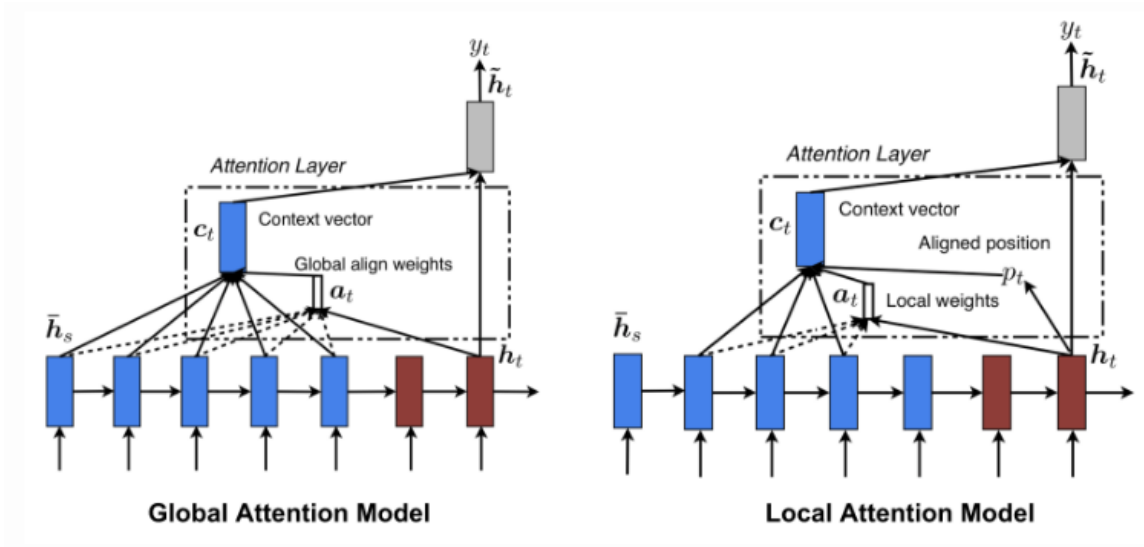 y_t
h̃_t
Attention Layer
c_t
Context vector
Global align weights
a_t
h̄_s
h_t
Global Attention Model
y_t
h̃_t
Attention Layer
c_t
Context vector
Aligned position
p_t
a_t
Local weights
h̄_s
h_t
Local Attention Model